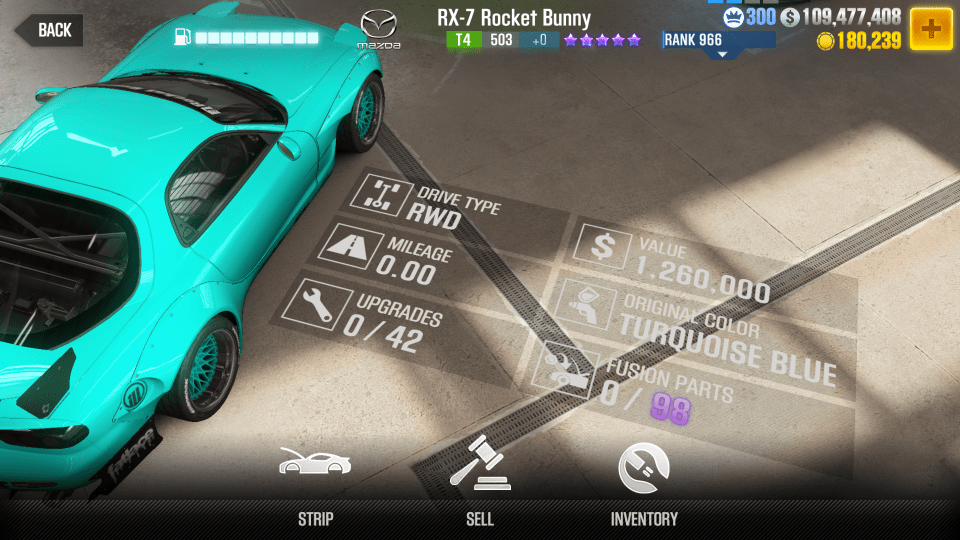 BACK
mazda
RX-7 Rocket Bunny
T4 503 +0
RANK 966
300 109,477,408
180,239
DRIVE TYPE
RWD
MILEAGE
0.00
UPGRADES
0/42
VALUE
1.260,000
ORIGINAL COLOR
TURQUOISE BLUE
FUSION PARTS
0/ 98
STRIP
SELL
INVENTORY